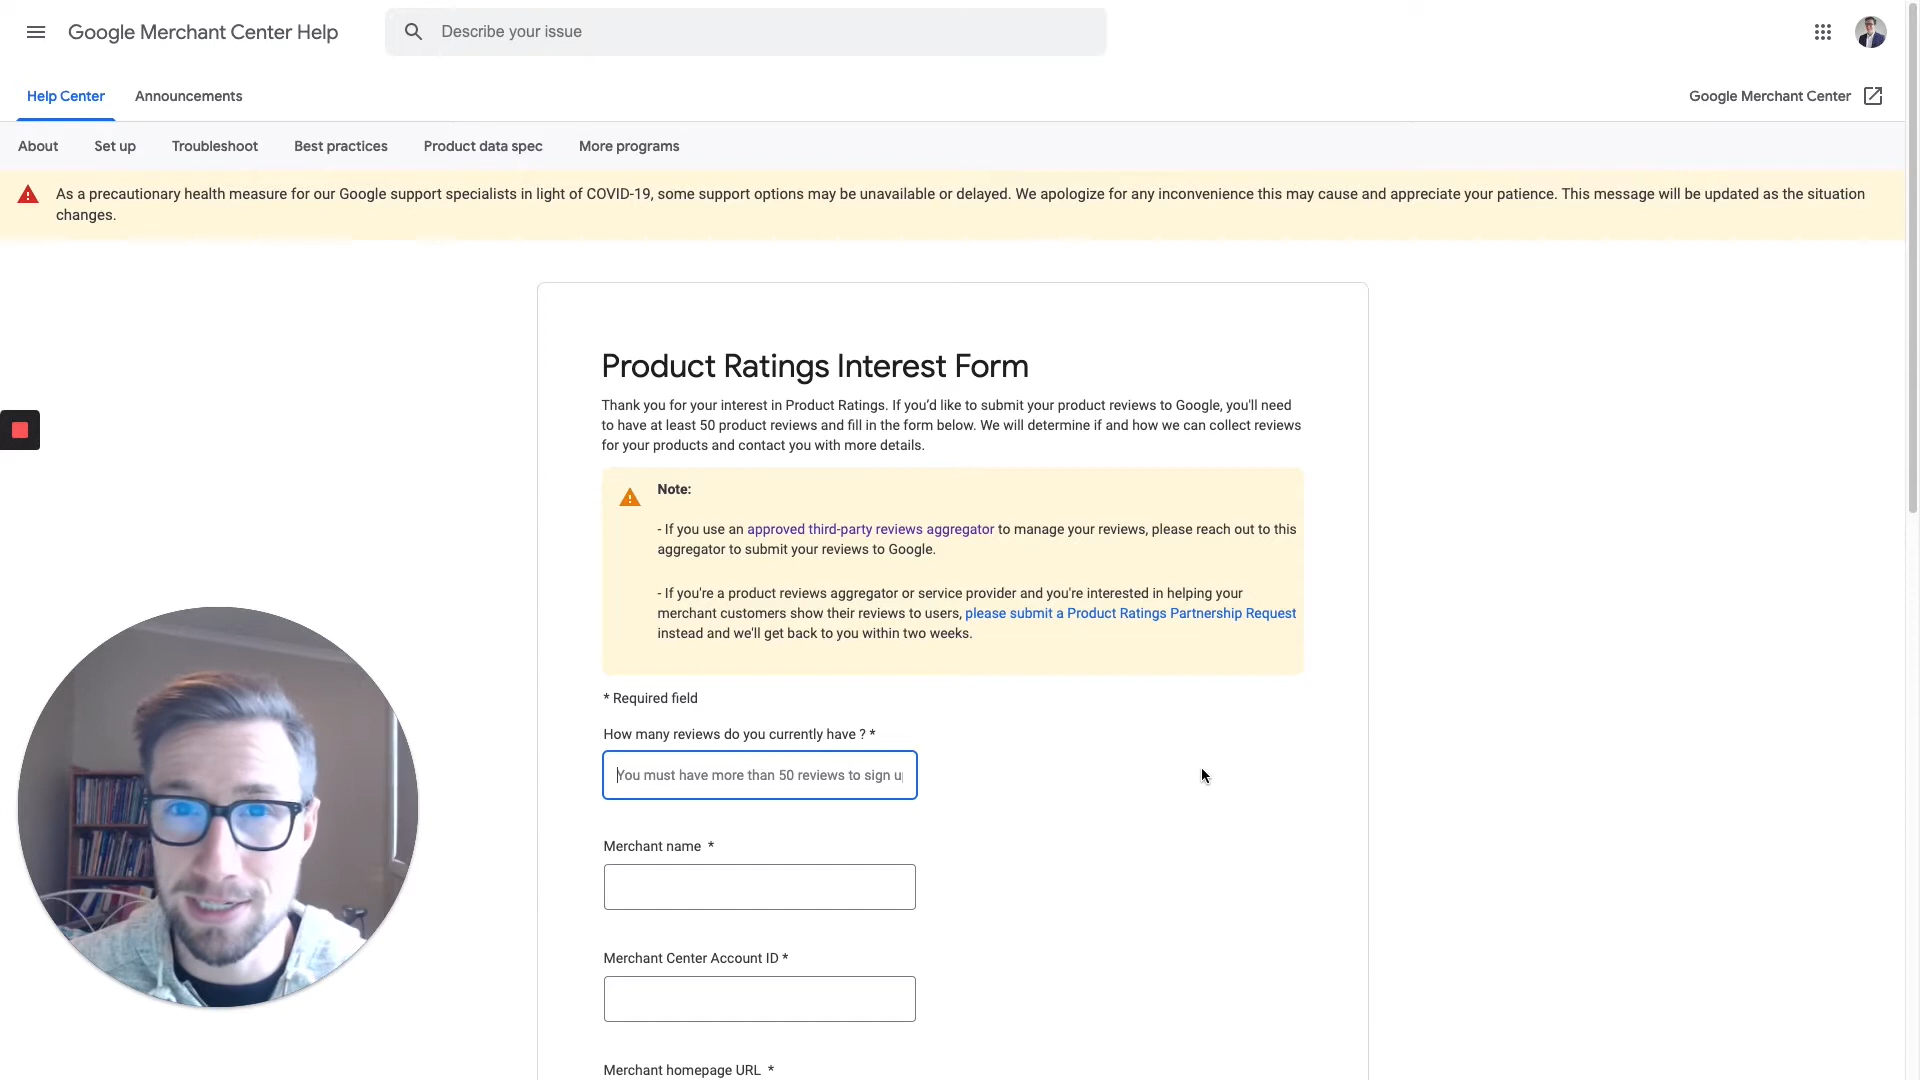 Google Merchant Center Help
Describe your issue
Help Center
Announcements
Google Merchant Center
About
Set up
Troubleshoot
Best practices
Product data spec
More programs
As a precautionary health measure for our Google support specialists in light of COVID-19, some support options may be unavailable or delayed. We apologize for any inconvenience this may cause and appreciate your patience. This message will be updated as the situation
changes.
Product Ratings Interest Form
Thank you for your interest in Product Ratings. If you’d like to submit your product reviews to Google, you'll need
to have at least 50 product reviews and fill in the form below. We will determine if and how we can collect reviews
for your products and contact you with more details.
Note:
- If you use an approved third-party reviews aggregator to manage your reviews, please reach out to this
aggregator to submit your reviews to Google.
- If you're a product reviews aggregator or service provider and you're interested in helping your
merchant customers show their reviews to users, please submit a Product Ratings Partnership Request
instead and we'll get back to you within two weeks.
* Required field
How many reviews do you currently have ? *
You must have more than 50 reviews to sign u
Merchant name *
Merchant Center Account ID *
Merchant homepage URL *